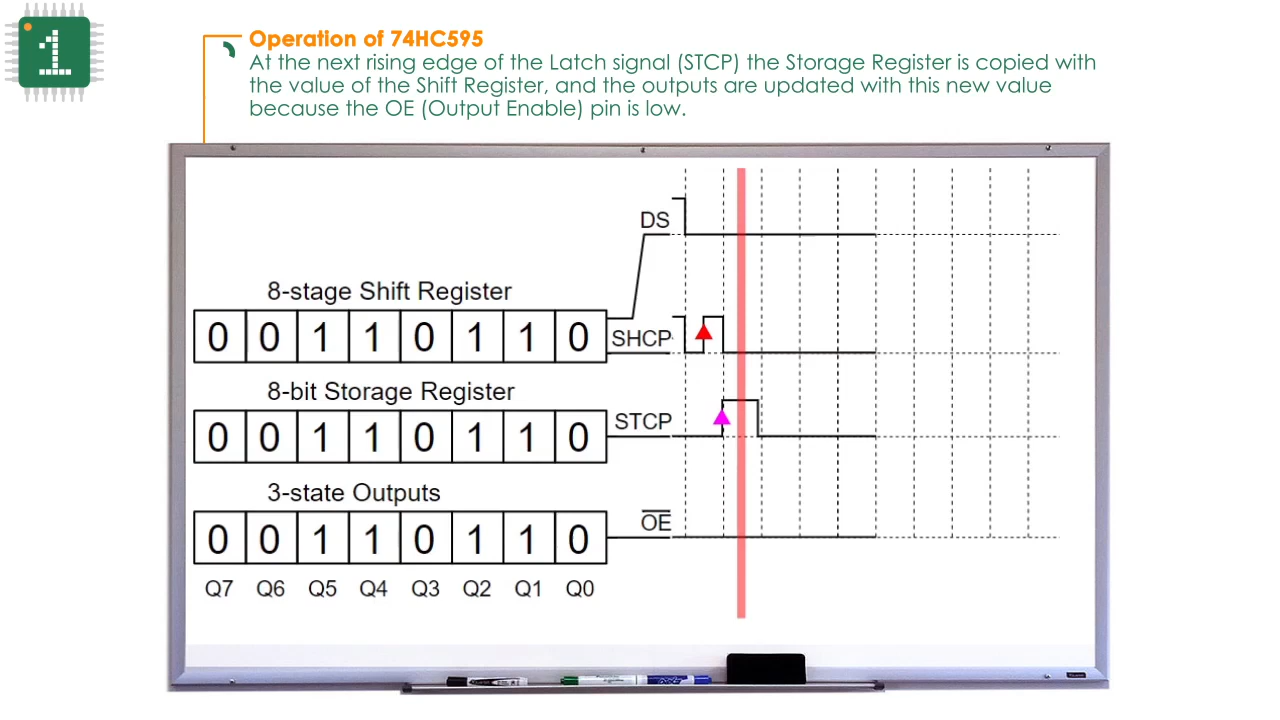 1
Operation of 74HC595
At the next rising edge of the Latch signal (STCP) the Storage Register is copied with
the value of the Shift Register, and the outputs are updated with this new value
because the OE (Output Enable) pin is low.
DS
8-stage Shift Register
0 0 1 1 0 1 1 0
SHCP
8-bit Storage Register
0 0 1 1 0 1 1 0
STCP
3-state Outputs
0 0 1 1 0 1 1 0
OE
Q7 Q6 Q5 Q4 Q3 Q2 Q1 Q0